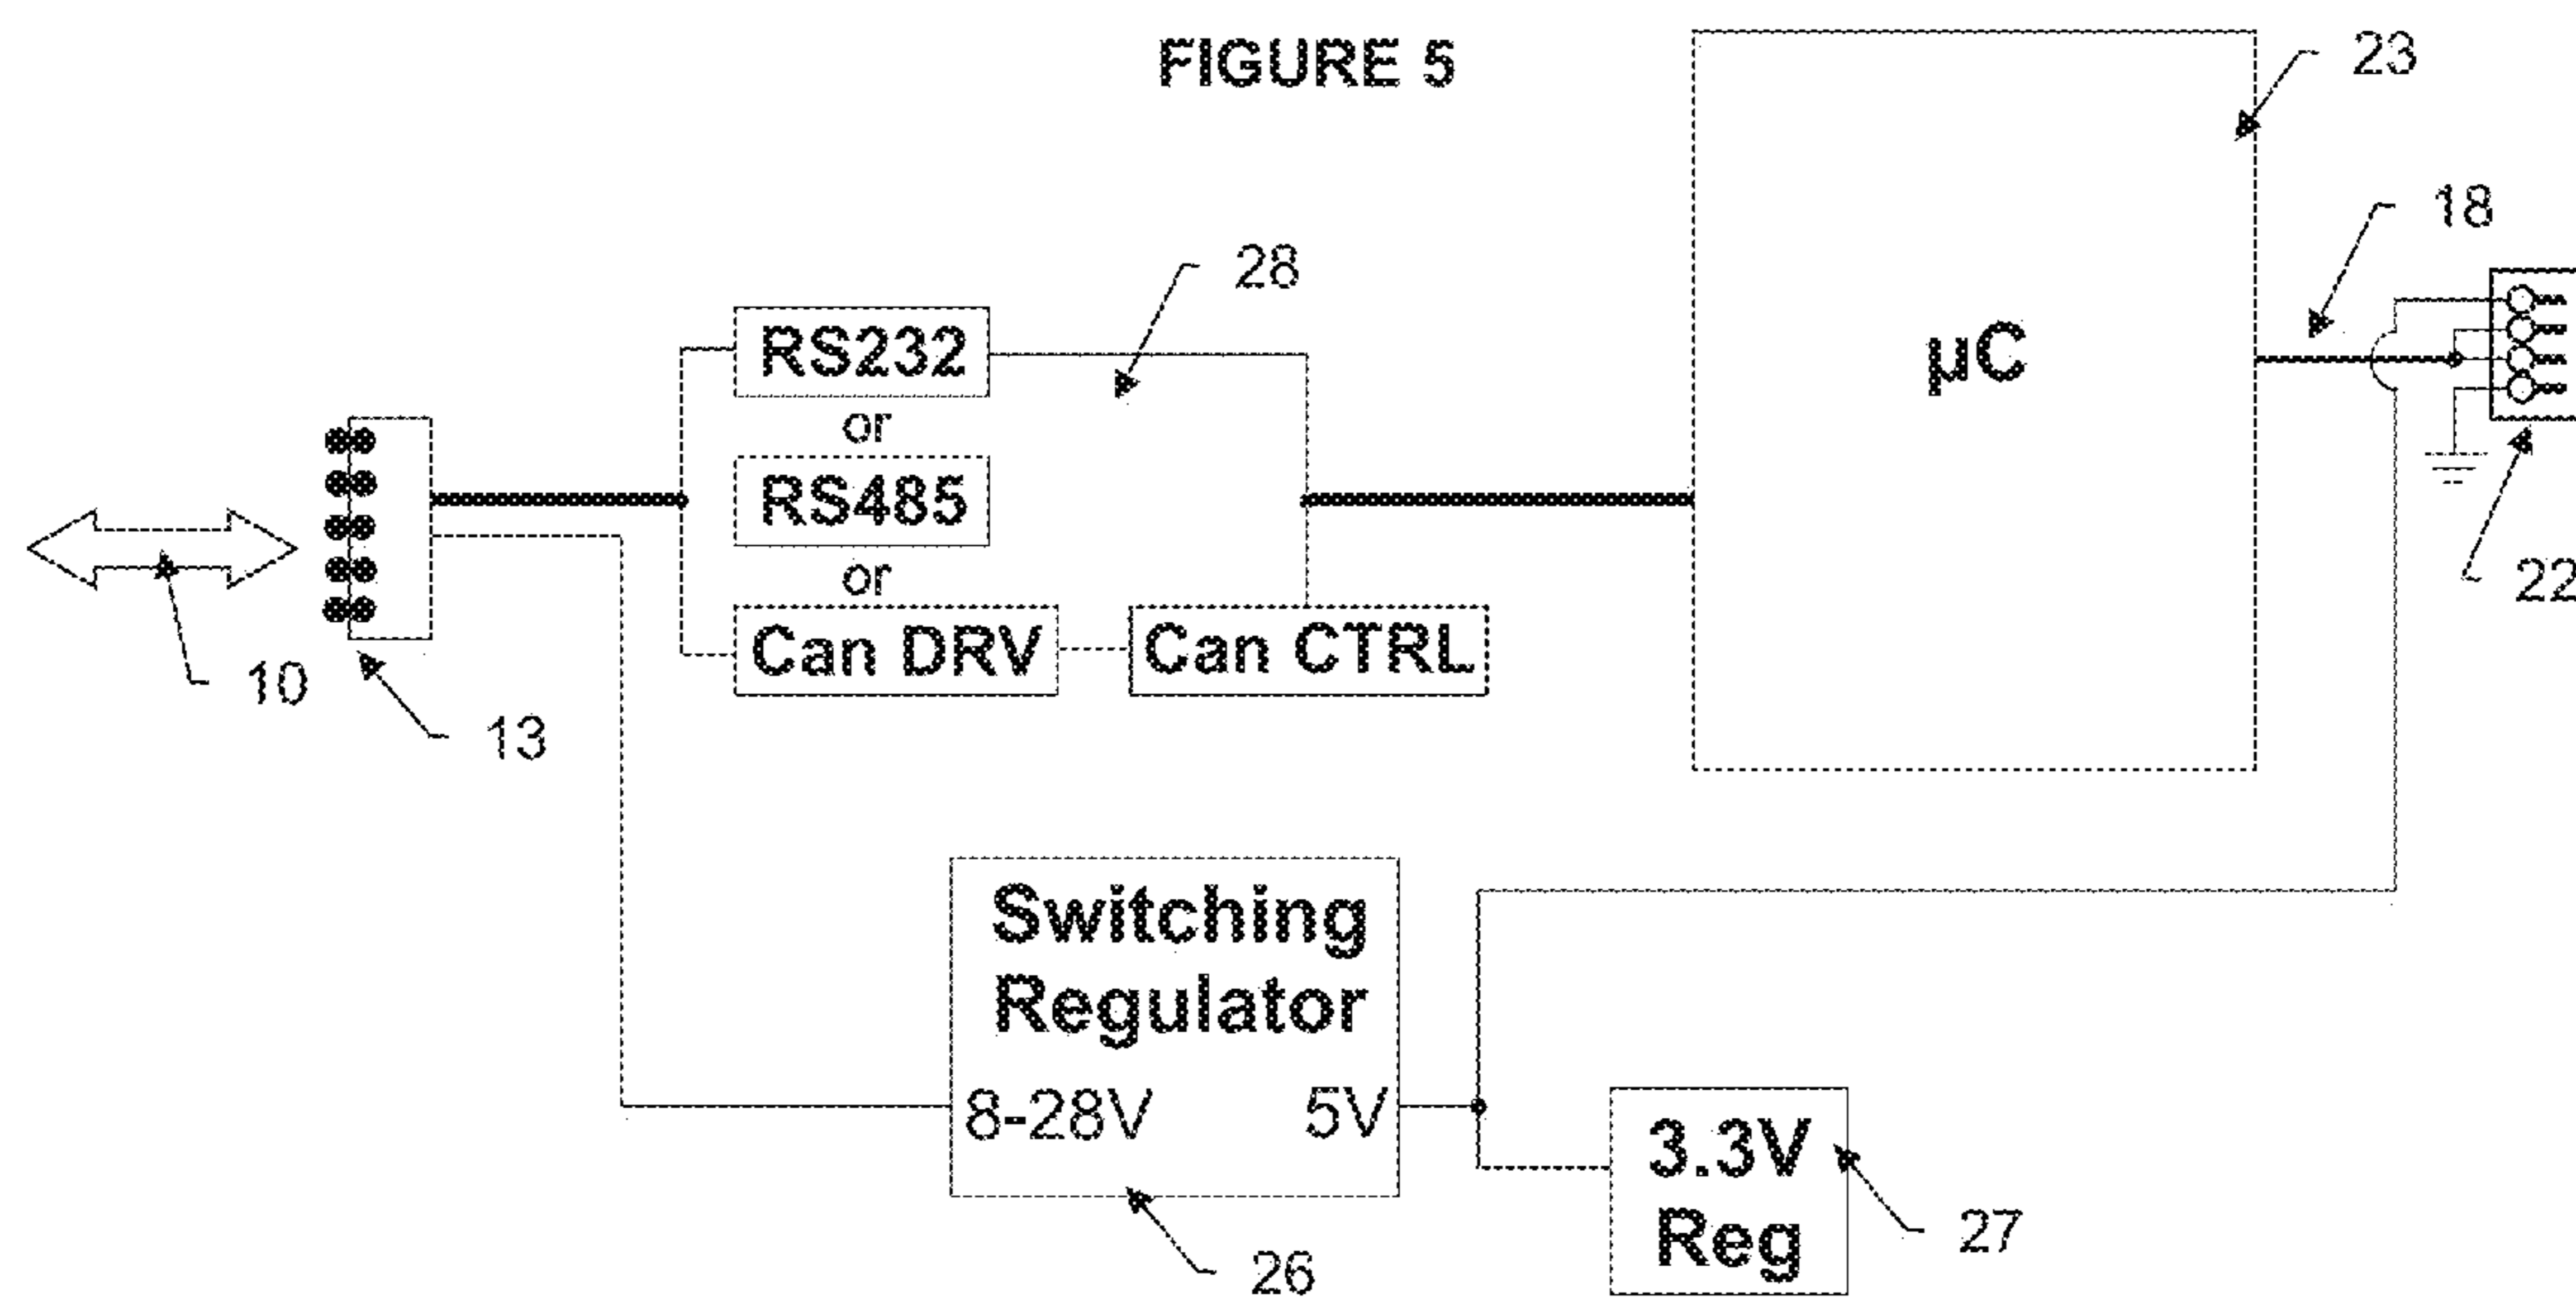 FIGURE 5
23
18
28
RS232
µC
or
RS485
22
or
10
Can DRV
Can CTRL
13
Switching
Regulator
8-28V
5V
3.3V
Reg
27
26